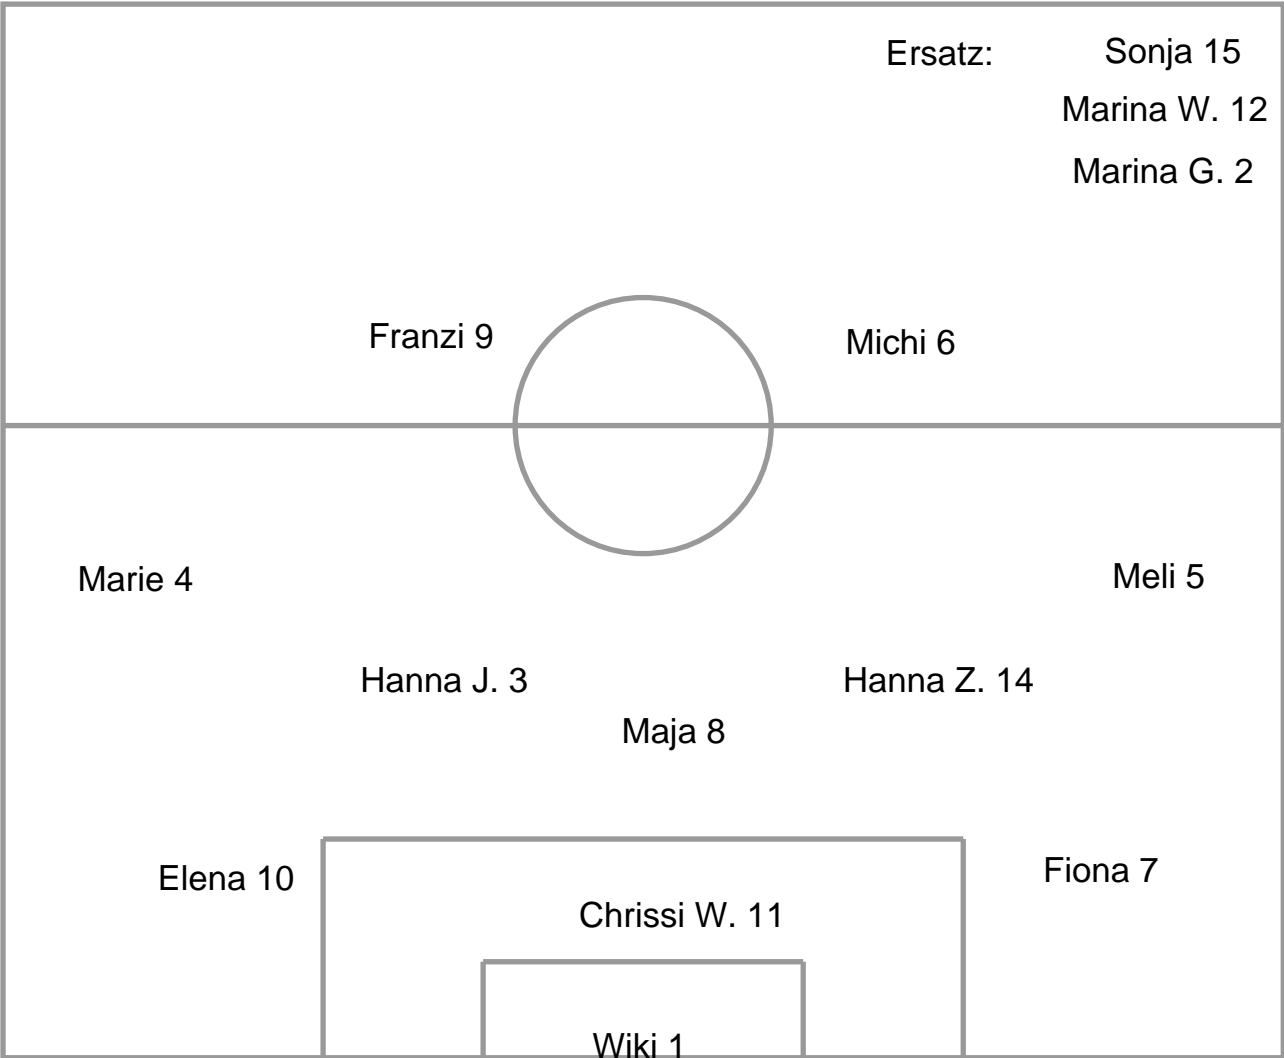 Ersatz: Sonja 15
Marina W. 12
Marina G. 2
Franzi 9 Michi 6
Marie 4 Meli 5
Hanna J. 3 Hanna Z. 14
Maja 8
Elena 10 Fiona 7
Chrissi W. 11
Wiki 1